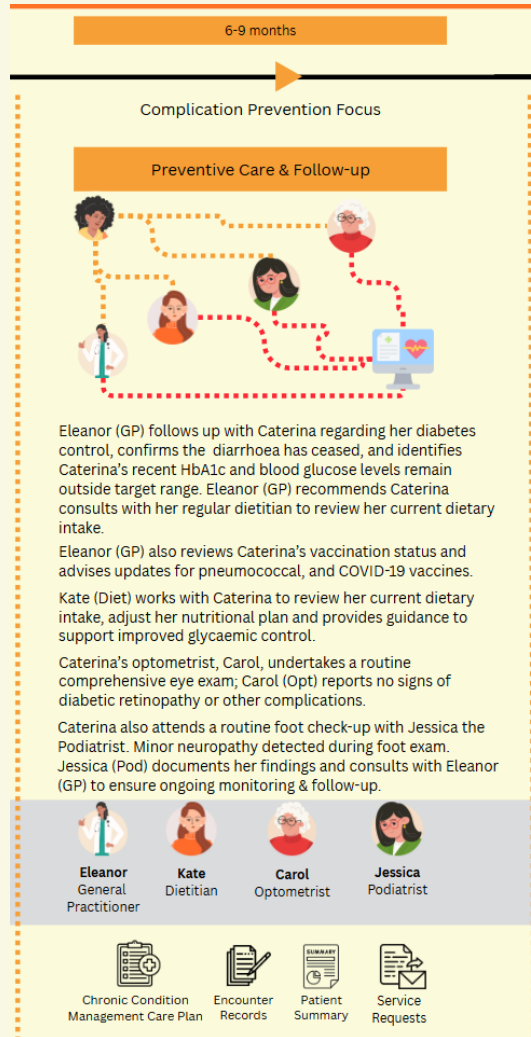 6-9 months
Complication Prevention Focus
Preventive Care & Follow-up
Eleanor (GP) follows up with Caterina regarding her diabetes
control, confirms the diarrhoea has ceased, and identifies
Caterina's recent HbA1c and blood glucose levels remain
outside target range. Eleanor (GP) recommends Caterina
consults with her regular dietitian to review her current dietary
intake.
Eleanor (GP) also reviews Caterina's vaccination status and
advises updates for pneumococcal, and COVID-19 vaccines.
Kate (Diet) works with Caterina to review her current dietary
intake, adjust her nutritional plan and provides guidance to
support improved glycaemic control.
Caterina's optometrist, Carol, undertakes a routine
comprehensive eye exam; Carol (Opt) reports no signs of
diabetic retinopathy or other complications.
Caterina also attends a routine foot check-up with Jessica the
Podiatrist. Minor neuropathy detected during foot exam.
Jessica (Pod) documents her findings and consults with Eleanor
(GP) to ensure ongoing monitoring & follow-up.
Eleanor
General
Practitioner
Kate
Dietitian
Carol
Optometrist
Jessica
Podiatrist
SUMMARY
Chronic Condition
Management Care Plan
Encounter
Records
Patient
Summary
Service
Requests